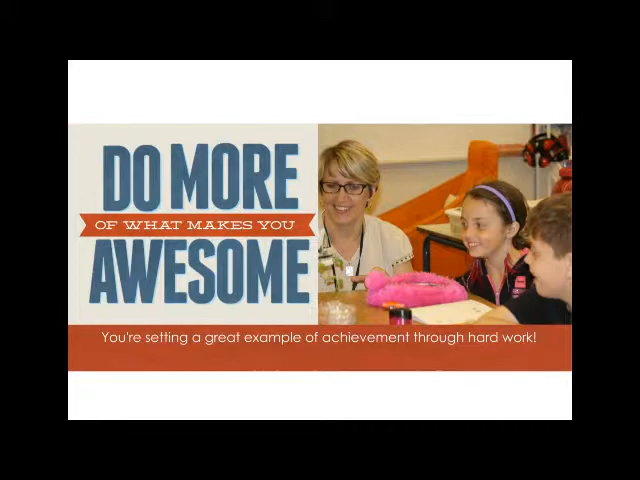 DO MORE
OF WHAT MAKES YOU
AWESOME
You're setting a great example of achievement through hard work!